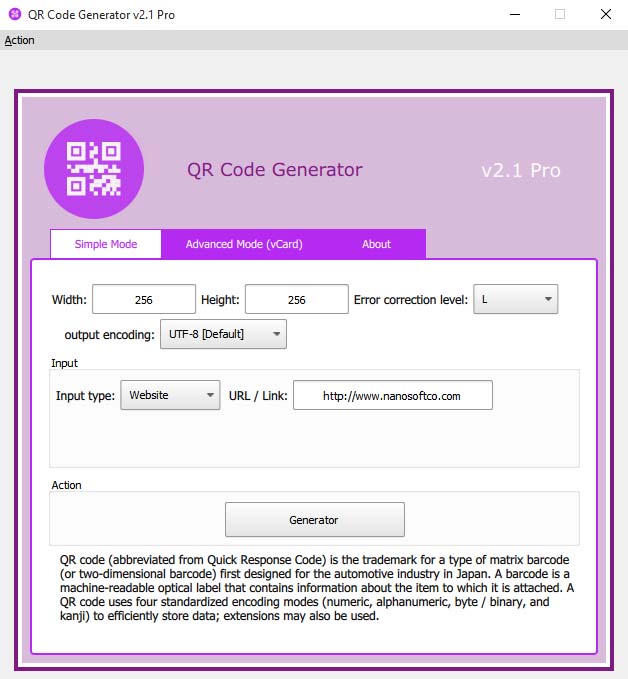 QR Code Generator v2.1 Pro
Action
QR Code Generator v2.1 Pro
Simple Mode Advanced Mode (vCard) About
Width: 256 Height: 256 Error correction level: L
output encoding: UTF-8 [Default]
Input
Input type: Website URL / Link: http://www.nanosoftco.com
Action
Generator
QR code (abbreviated from Quick Response Code) is the trademark for a type of matrix barcode
(or two-dimensional barcode) first designed for the automotive industry in Japan. A barcode is a
machine-readable optical label that contains information about the item to which it is attached. A
QR code uses four standardized encoding modes (numeric, alphanumeric, byte / binary, and
kanji) to efficiently store data; extensions may also be used.